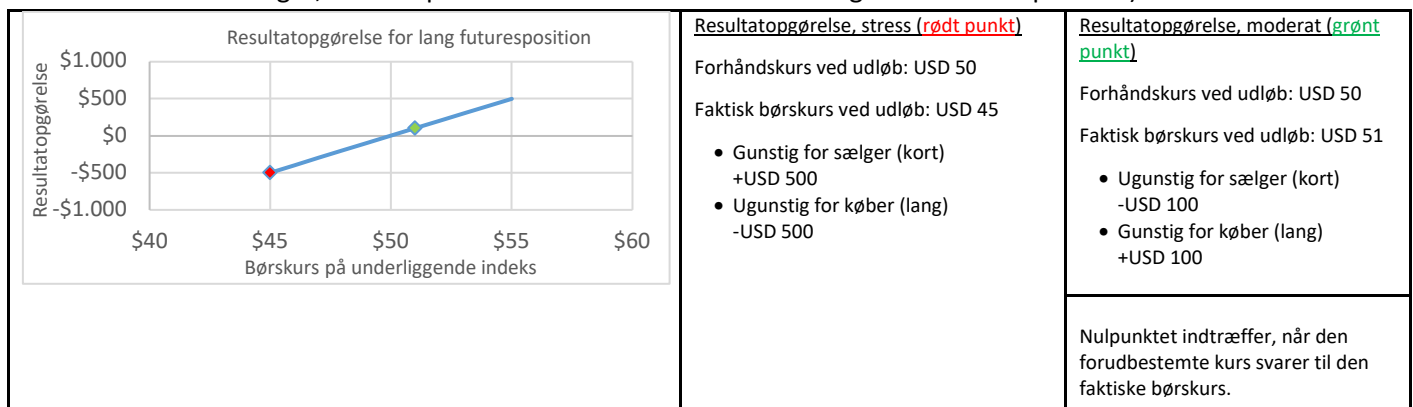 Resultatopgørelse for lang futuresposition
Resultatopgørelse
$1.000
$500
$0
-$500
-$1.000
$40 $45 $50 $55 $60
Børskurs på underliggende indeks
Resultatopgørelse, stress (rødt punkt)
Forhåndskurs ved udløb: USD 50
Faktisk børskurs ved udløb: USD 45
• Gunstig for sælger (kort)
+USD 500
• Ugunstig for køber (lang)
-USD 500
Resultatopgørelse, moderat (grønt
punkt)
Forhåndskurs ved udløb: USD 50
Faktisk børskurs ved udløb: USD 51
• Ugunstig for sælger (kort)
-USD 100
• Gunstig for køber (lang)
+USD 100
Nulpunktet indtræffer, når den
forudbestemte kurs svarer til den
faktiske børskurs.